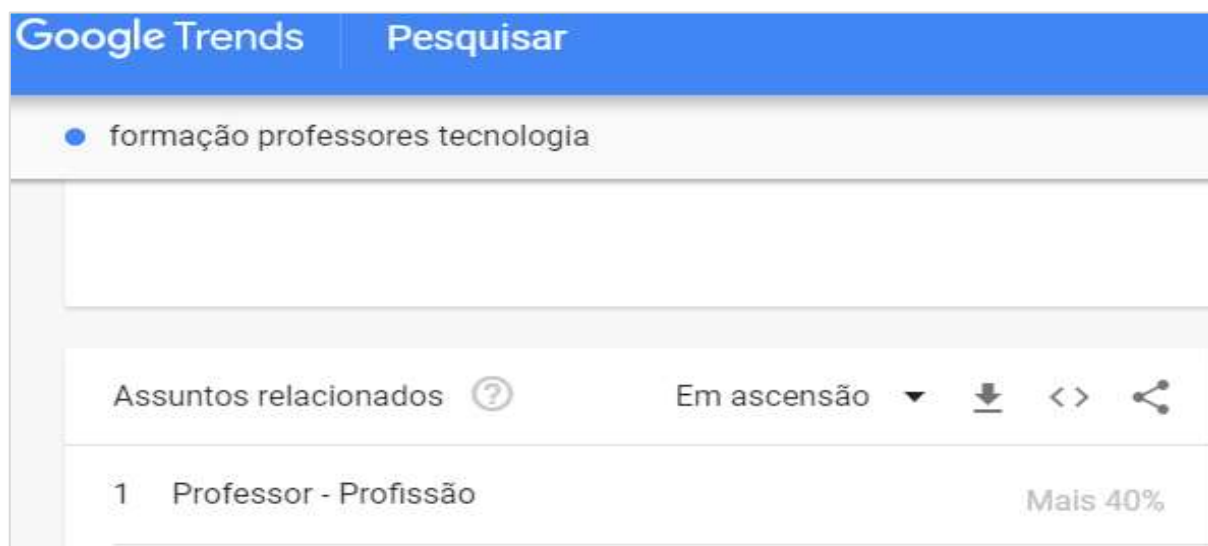 Google Trends Pesquisar
formação professores tecnologia
Assuntos relacionados ? Em ascensão
1 Professor - Profissão Mais 40%